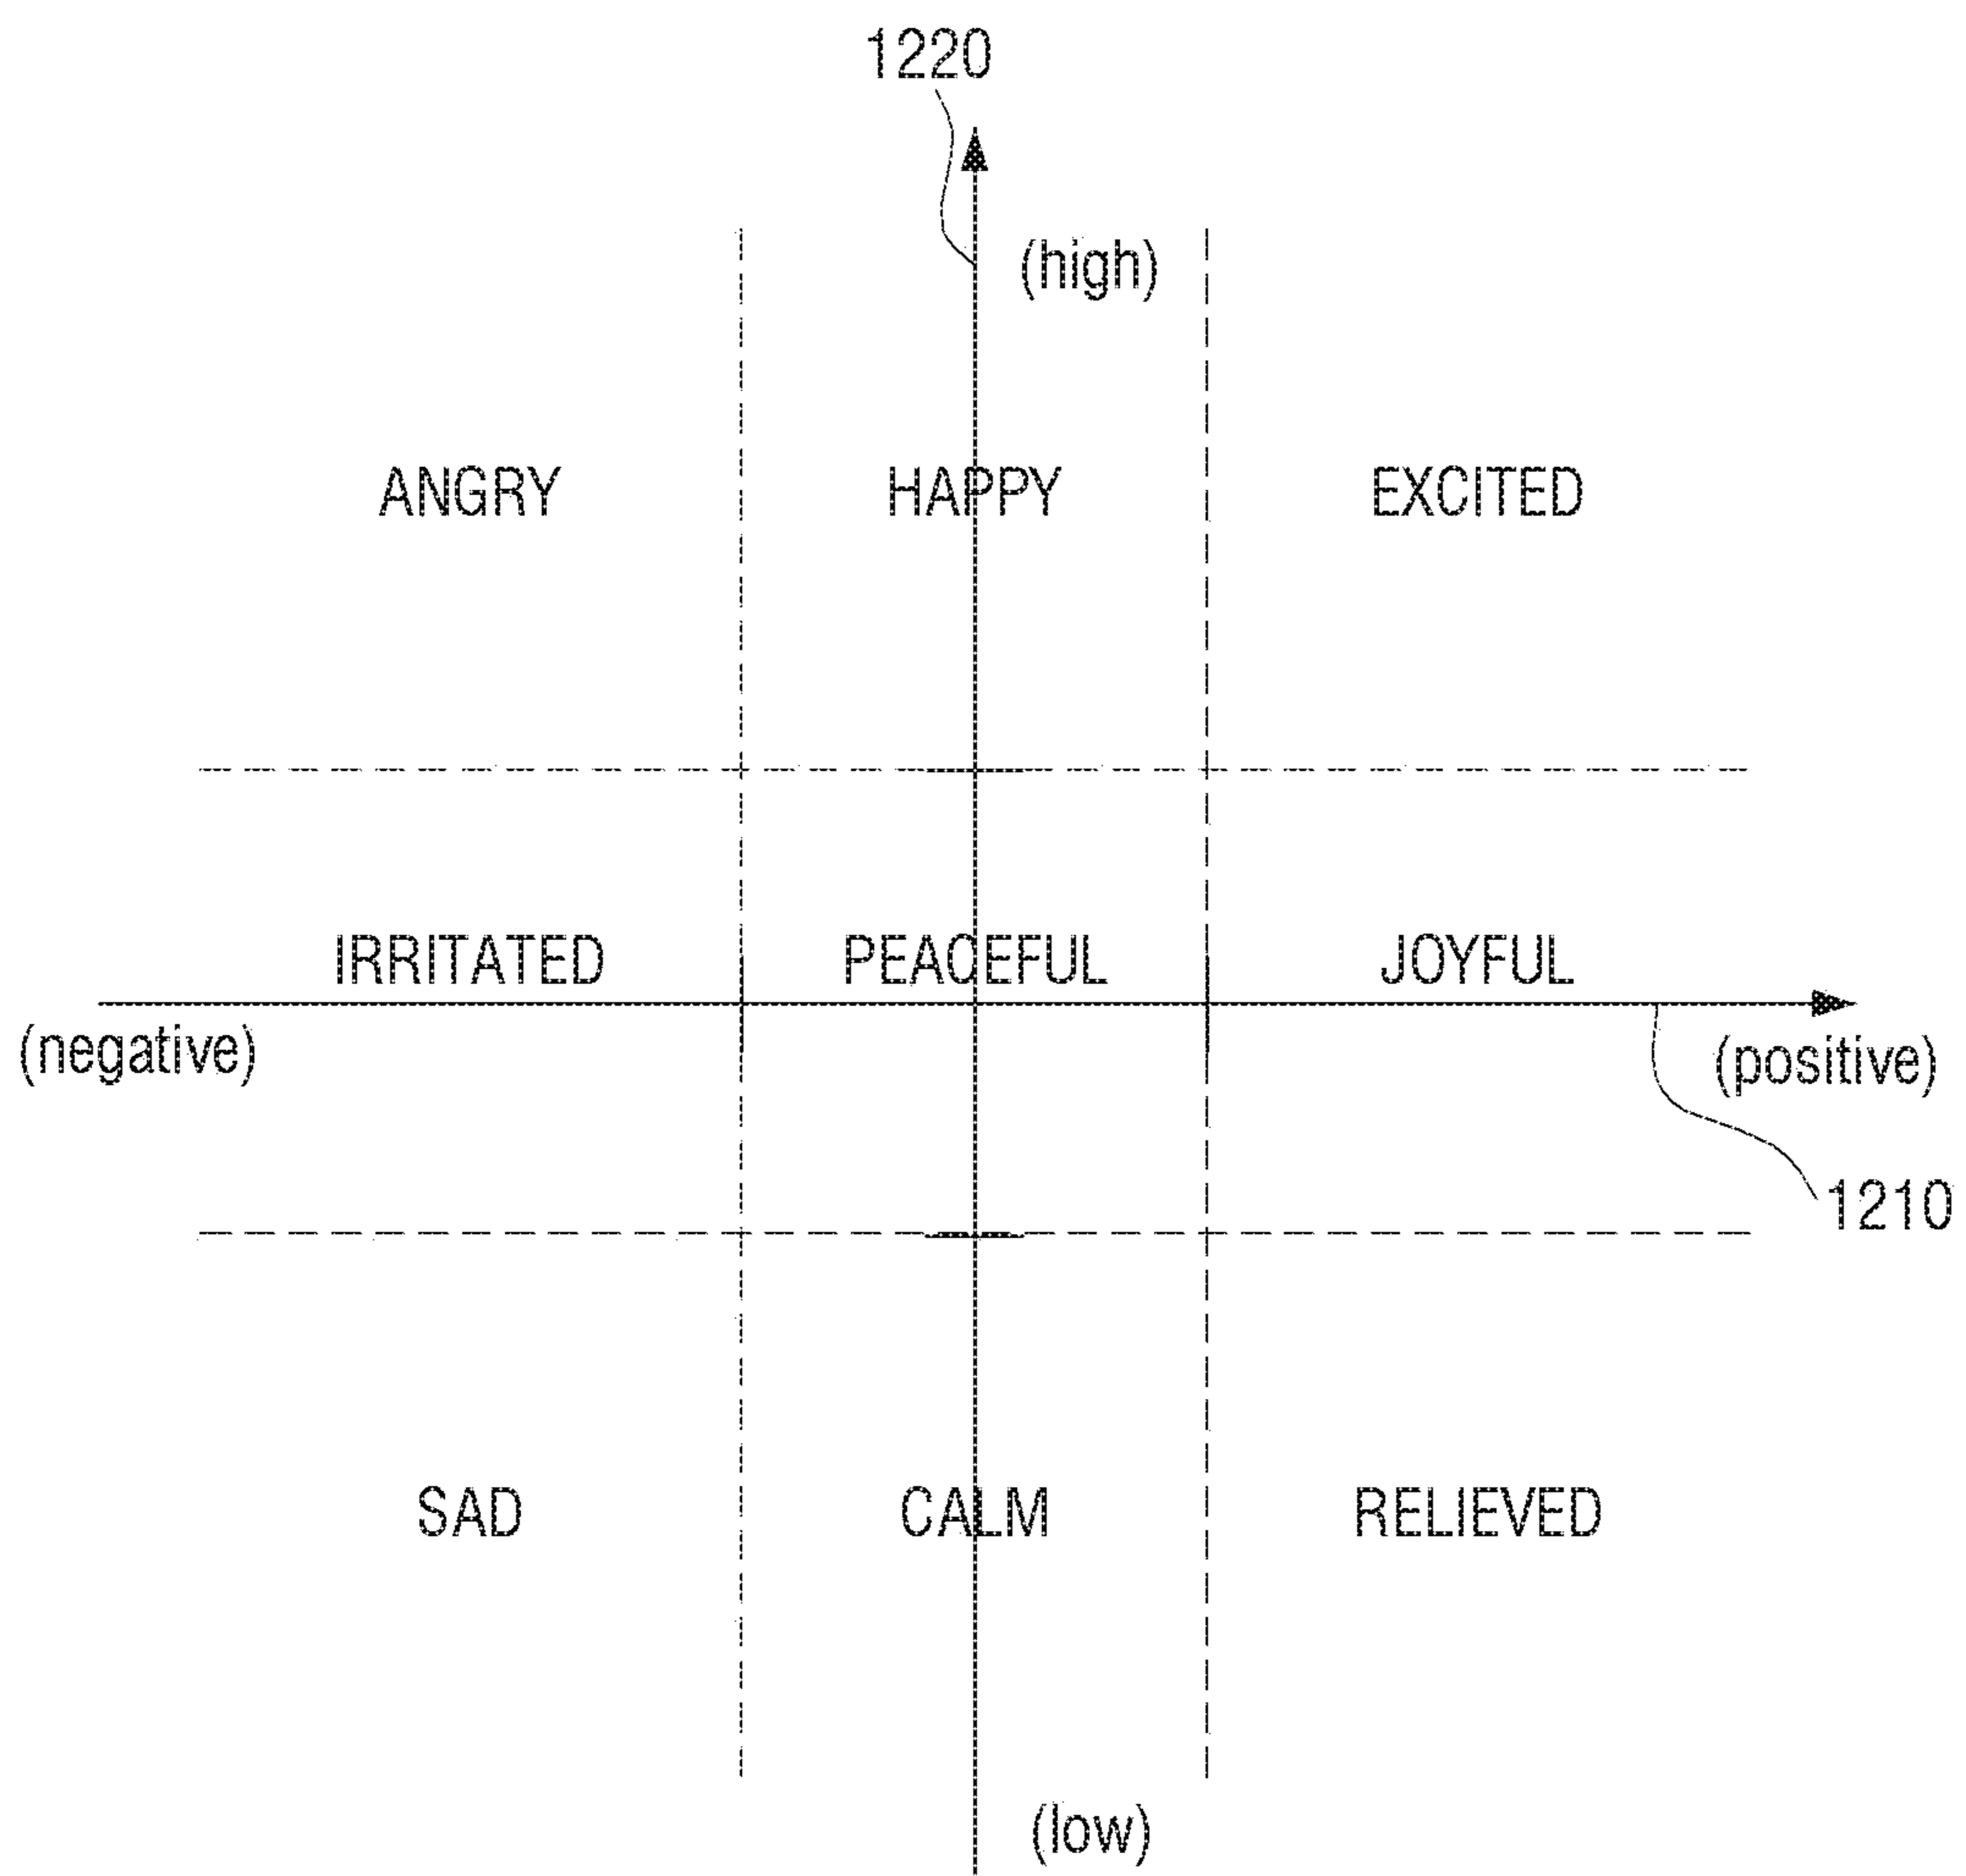 1220
(high)
ANGRY HAPPY EXCITED
IRRITATED PEACEFUL JOYFUL
(negative) (positive)
1210
SAD CALM RELIEVED
(low)